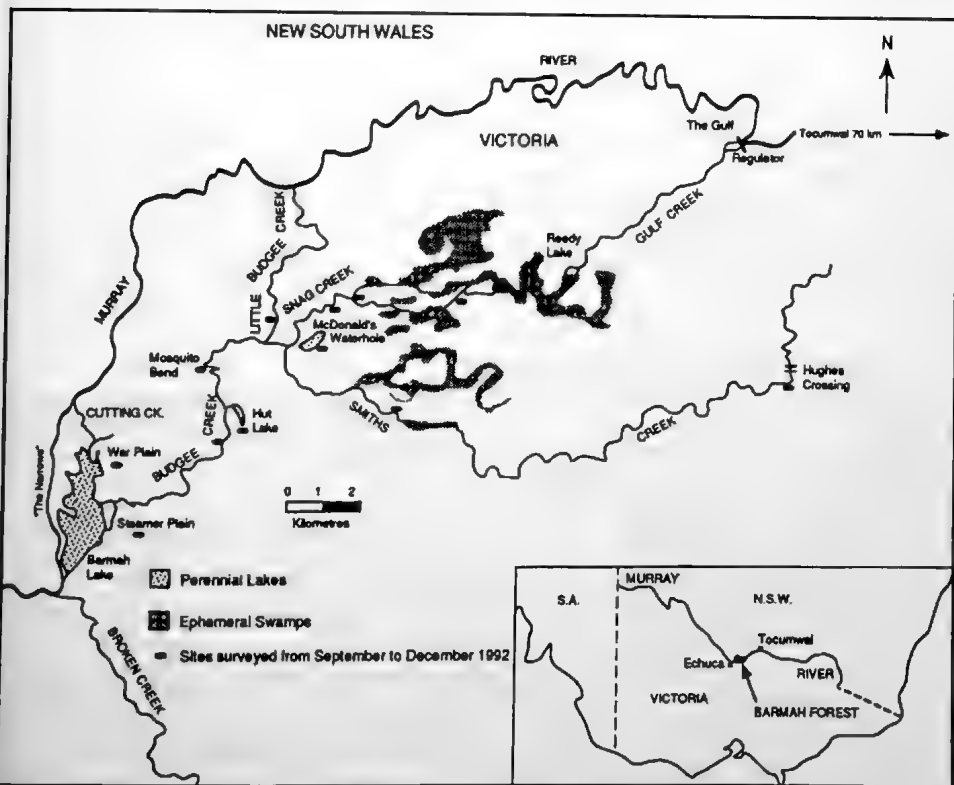 NEW SOUTH WALES
RIVER
N
The Gulf
Tocumwal 70 km
VICTORIA
Regulator
GULF CREEK
Reedy
Lake
CREEK
BUDGEE
LITTLE
SNAG CREEK
MURRAY
McDonald's
Waterhole
Mosquito
Bend
Hughes
Crossing
CUTTING CK.
SMITHS
CREEK
Hut
Lake
CREEK
BUDGEE
War Plain
"The Narrows"
0 1 2
Kilometres
Steamer Plain
Barmah
Lake
Perennial Lakes
Ephemeral Swamps
Sites surveyed from September to December 1992
BROKEN CREEK
MURRAY
S.A.
N.S.W.
Tocumwal
Echuca
RIVER
VICTORIA
BARMAH FOREST